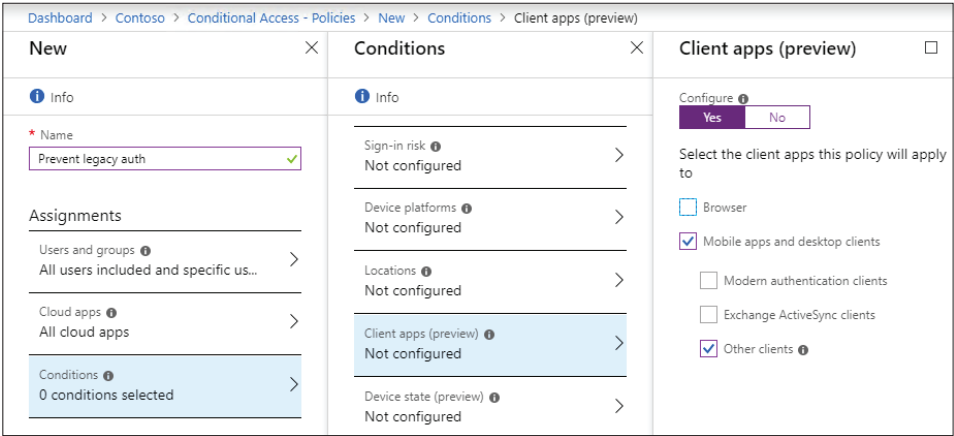 Dashboard > Contoso > Conditional Access - Policies > New > Conditions > Client apps (preview)
New
Info
* Name
Prevent legacy auth
Assignments
Users and groups
All users included and specific us...
Cloud apps
All cloud apps
Conditions
0 conditions selected
Conditions
Info
Sign-in risk
Not configured
Device platforms
Not configured
Locations
Not configured
Client apps (preview)
Not configured
Device state (preview)
Not configured
Client apps (preview)
Configure
Yes No
Select the client apps this policy will apply
to
Browser
Mobile apps and desktop clients
Modern authentication clients
Exchange ActiveSync clients
Other clients